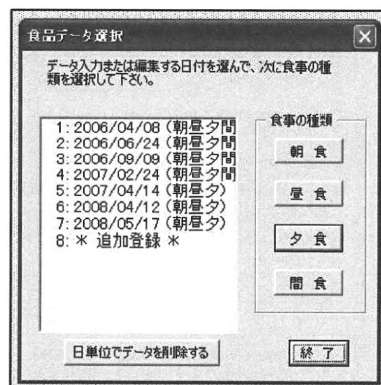 食品データ選択
データ入力または編集する日付を選んで、次に食事の種
類を選択して下さい。
1: 2006/04/08 (朝昼夕間
2: 2006/06/24 (朝昼夕間
3: 2006/09/09 (朝昼夕間
4: 2007/02/24 (朝昼夕間
5: 2007/04/14 (朝昼夕)
6: 2008/04/12 (朝昼夕)
7: 2008/05/17 (朝昼夕)
8: * 追加登録 *
食事の種類
朝 食
昼 食
夕 食
間 食
日単位でデータを削除する
終 了